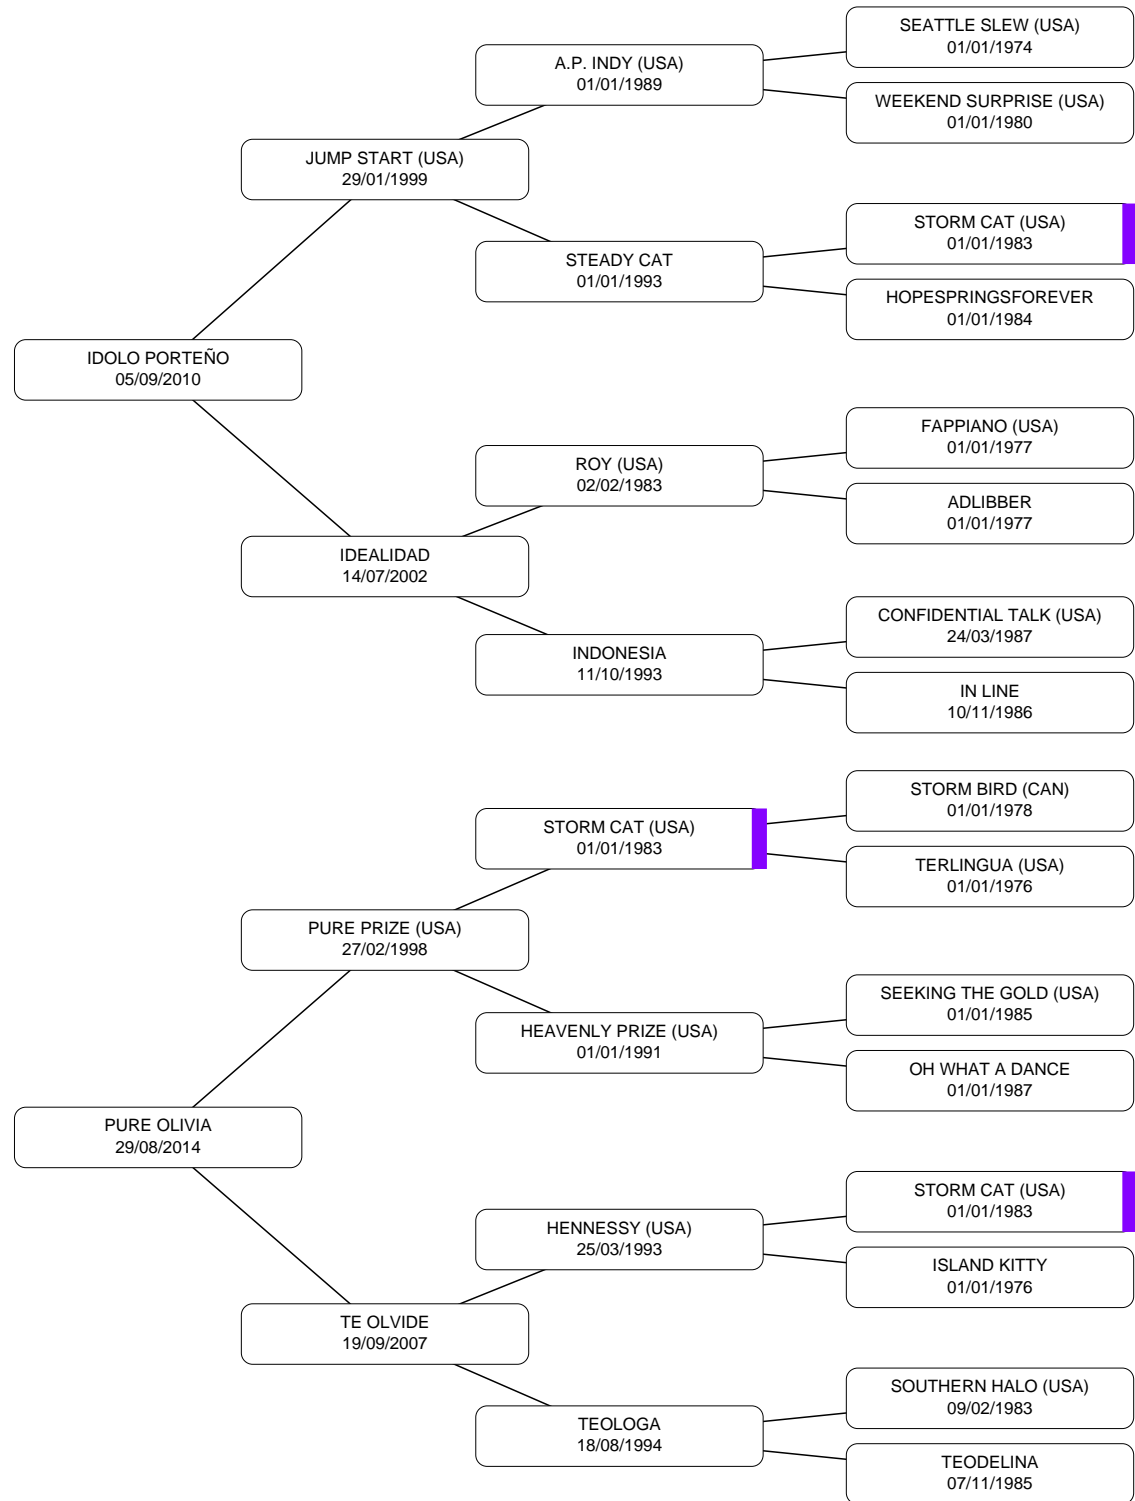 SEATTLE SLEW (USA)
01/01/1974
A.P. INDY (USA)
01/01/1989
WEEKEND SURPRISE (USA)
01/01/1980
JUMP START (USA)
29/01/1999
STORM CAT (USA)
01/01/1983
STEADY CAT
01/01/1993
HOPESPRINGSFOREVER
01/01/1984
IDOLO PORTEÑO
05/09/2010
FAPPIANO (USA)
01/01/1977
ROY (USA)
02/02/1983
ADLIBBER
01/01/1977
IDEALIDAD
14/07/2002
CONFIDENTIAL TALK (USA)
24/03/1987
INDONESIA
11/10/1993
IN LINE
10/11/1986
STORM BIRD (CAN)
01/01/1978
STORM CAT (USA)
01/01/1983
TERLINGUA (USA)
01/01/1976
PURE PRIZE (USA)
27/02/1998
SEEKING THE GOLD (USA)
01/01/1985
HEAVENLY PRIZE (USA)
01/01/1991
OH WHAT A DANCE
01/01/1987
PURE OLIVIA
29/08/2014
STORM CAT (USA)
01/01/1983
HENNESSY (USA)
25/03/1993
ISLAND KITTY
01/01/1976
TE OLVIDE
19/09/2007
SOUTHERN HALO (USA)
09/02/1983
TEOLOGA
18/08/1994
TEODELINA
07/11/1985